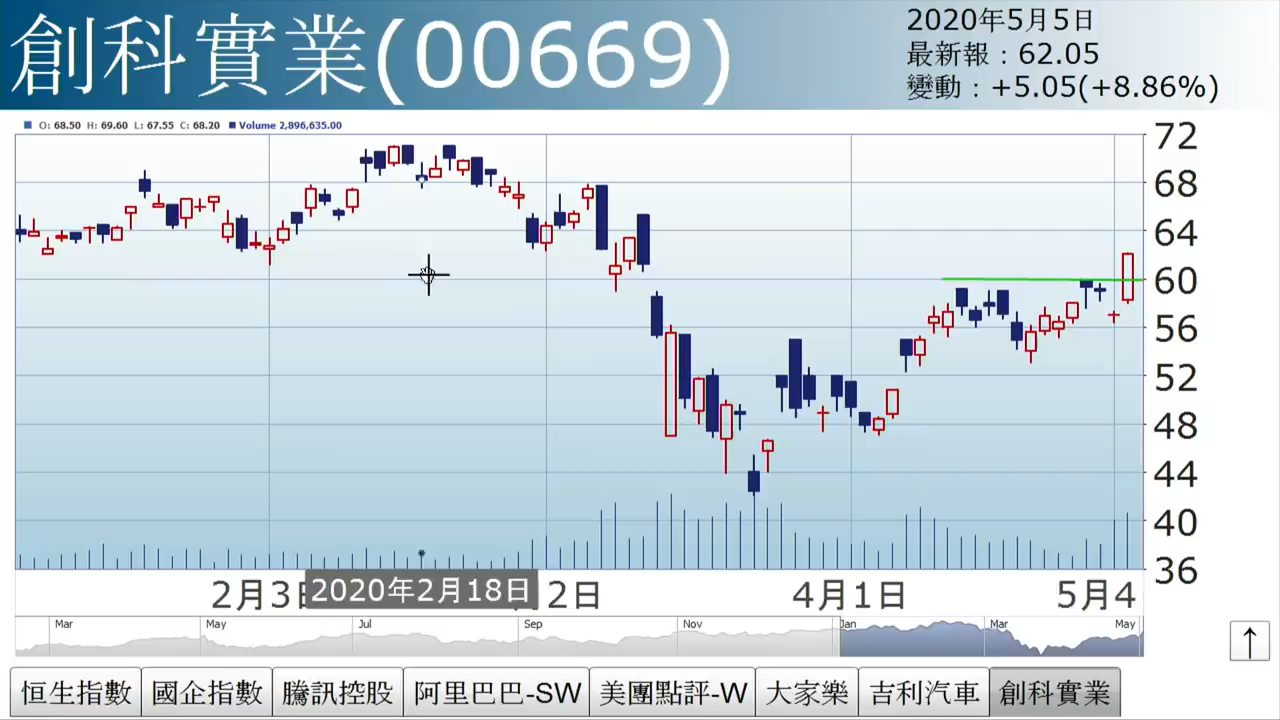 創科實業(00669)
2020年5月5日
最新報：62.05
變動：+5.05(+8.86%)
O: 68.50 H: 69.60 L: 67.55 C: 68.20 Volume 2,896,635.00
72
68
64
60
56
52
48
44
40
36
2月3 2020年2月18日 2日 4月1日 5月4
Mar May Jul Sep Nov Jan Mar May
↑
恒生指數 國企指數 騰訊控股 阿里巴巴-SW 美團點評-W 大家樂 吉利汽車 創科實業